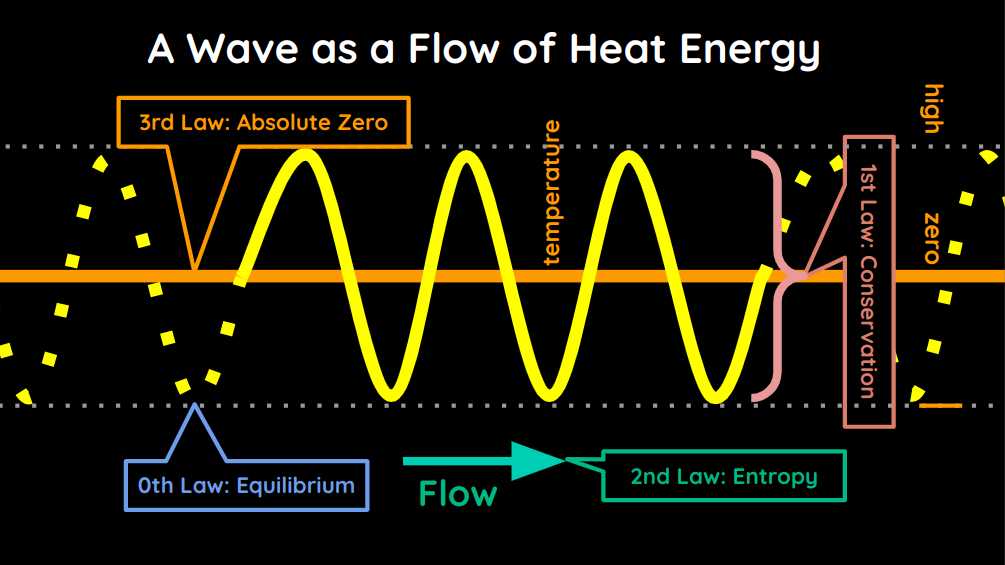 A Wave as a Flow of Heat Energy
high
3rd Law: Absolute Zero
temperature
1st Law: Conservation
zero
0th Law: Equilibrium
Flow
2nd Law: Entropy